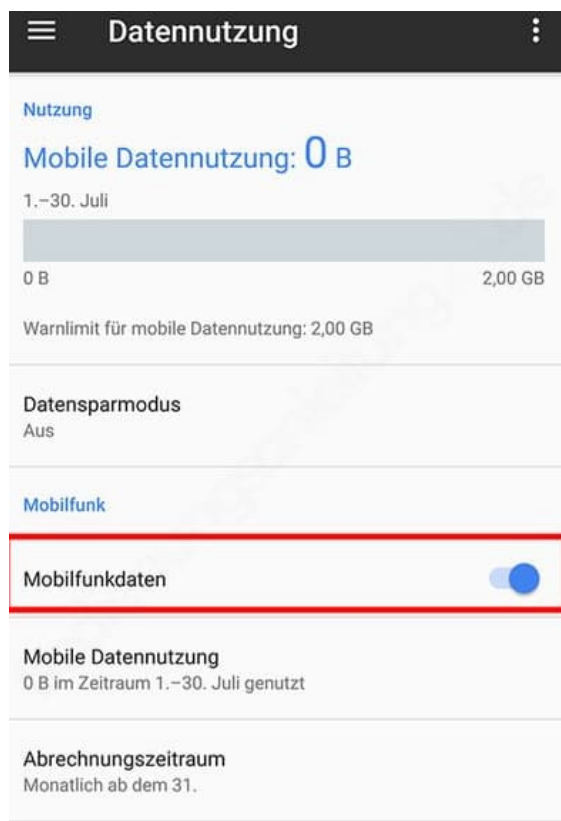 Datennutzung
Nutzung
Mobile Datennutzung: 0 B
1.–30. Juli
0 B 2,00 GB
Warnlimit für mobile Datennutzung: 2,00 GB
Datensparmodus
Aus
Mobilfunk
Mobilfunkdaten
Mobile Datennutzung
0 B im Zeitraum 1.–30. Juli genutzt
Abrechnungszeitraum
Monatlich ab dem 31.